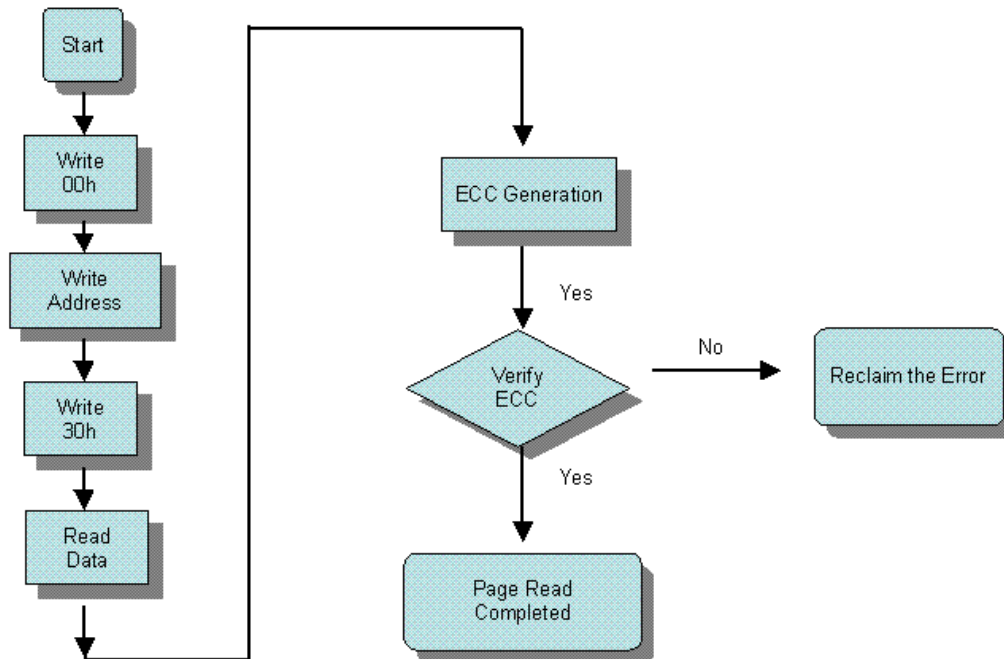 Start
Write
00h
Write
Address
Write
30h
Read
Data
ECC Generation
Yes
Verify
ECC
No
Reclaim the Error
Yes
Page Read
Completed